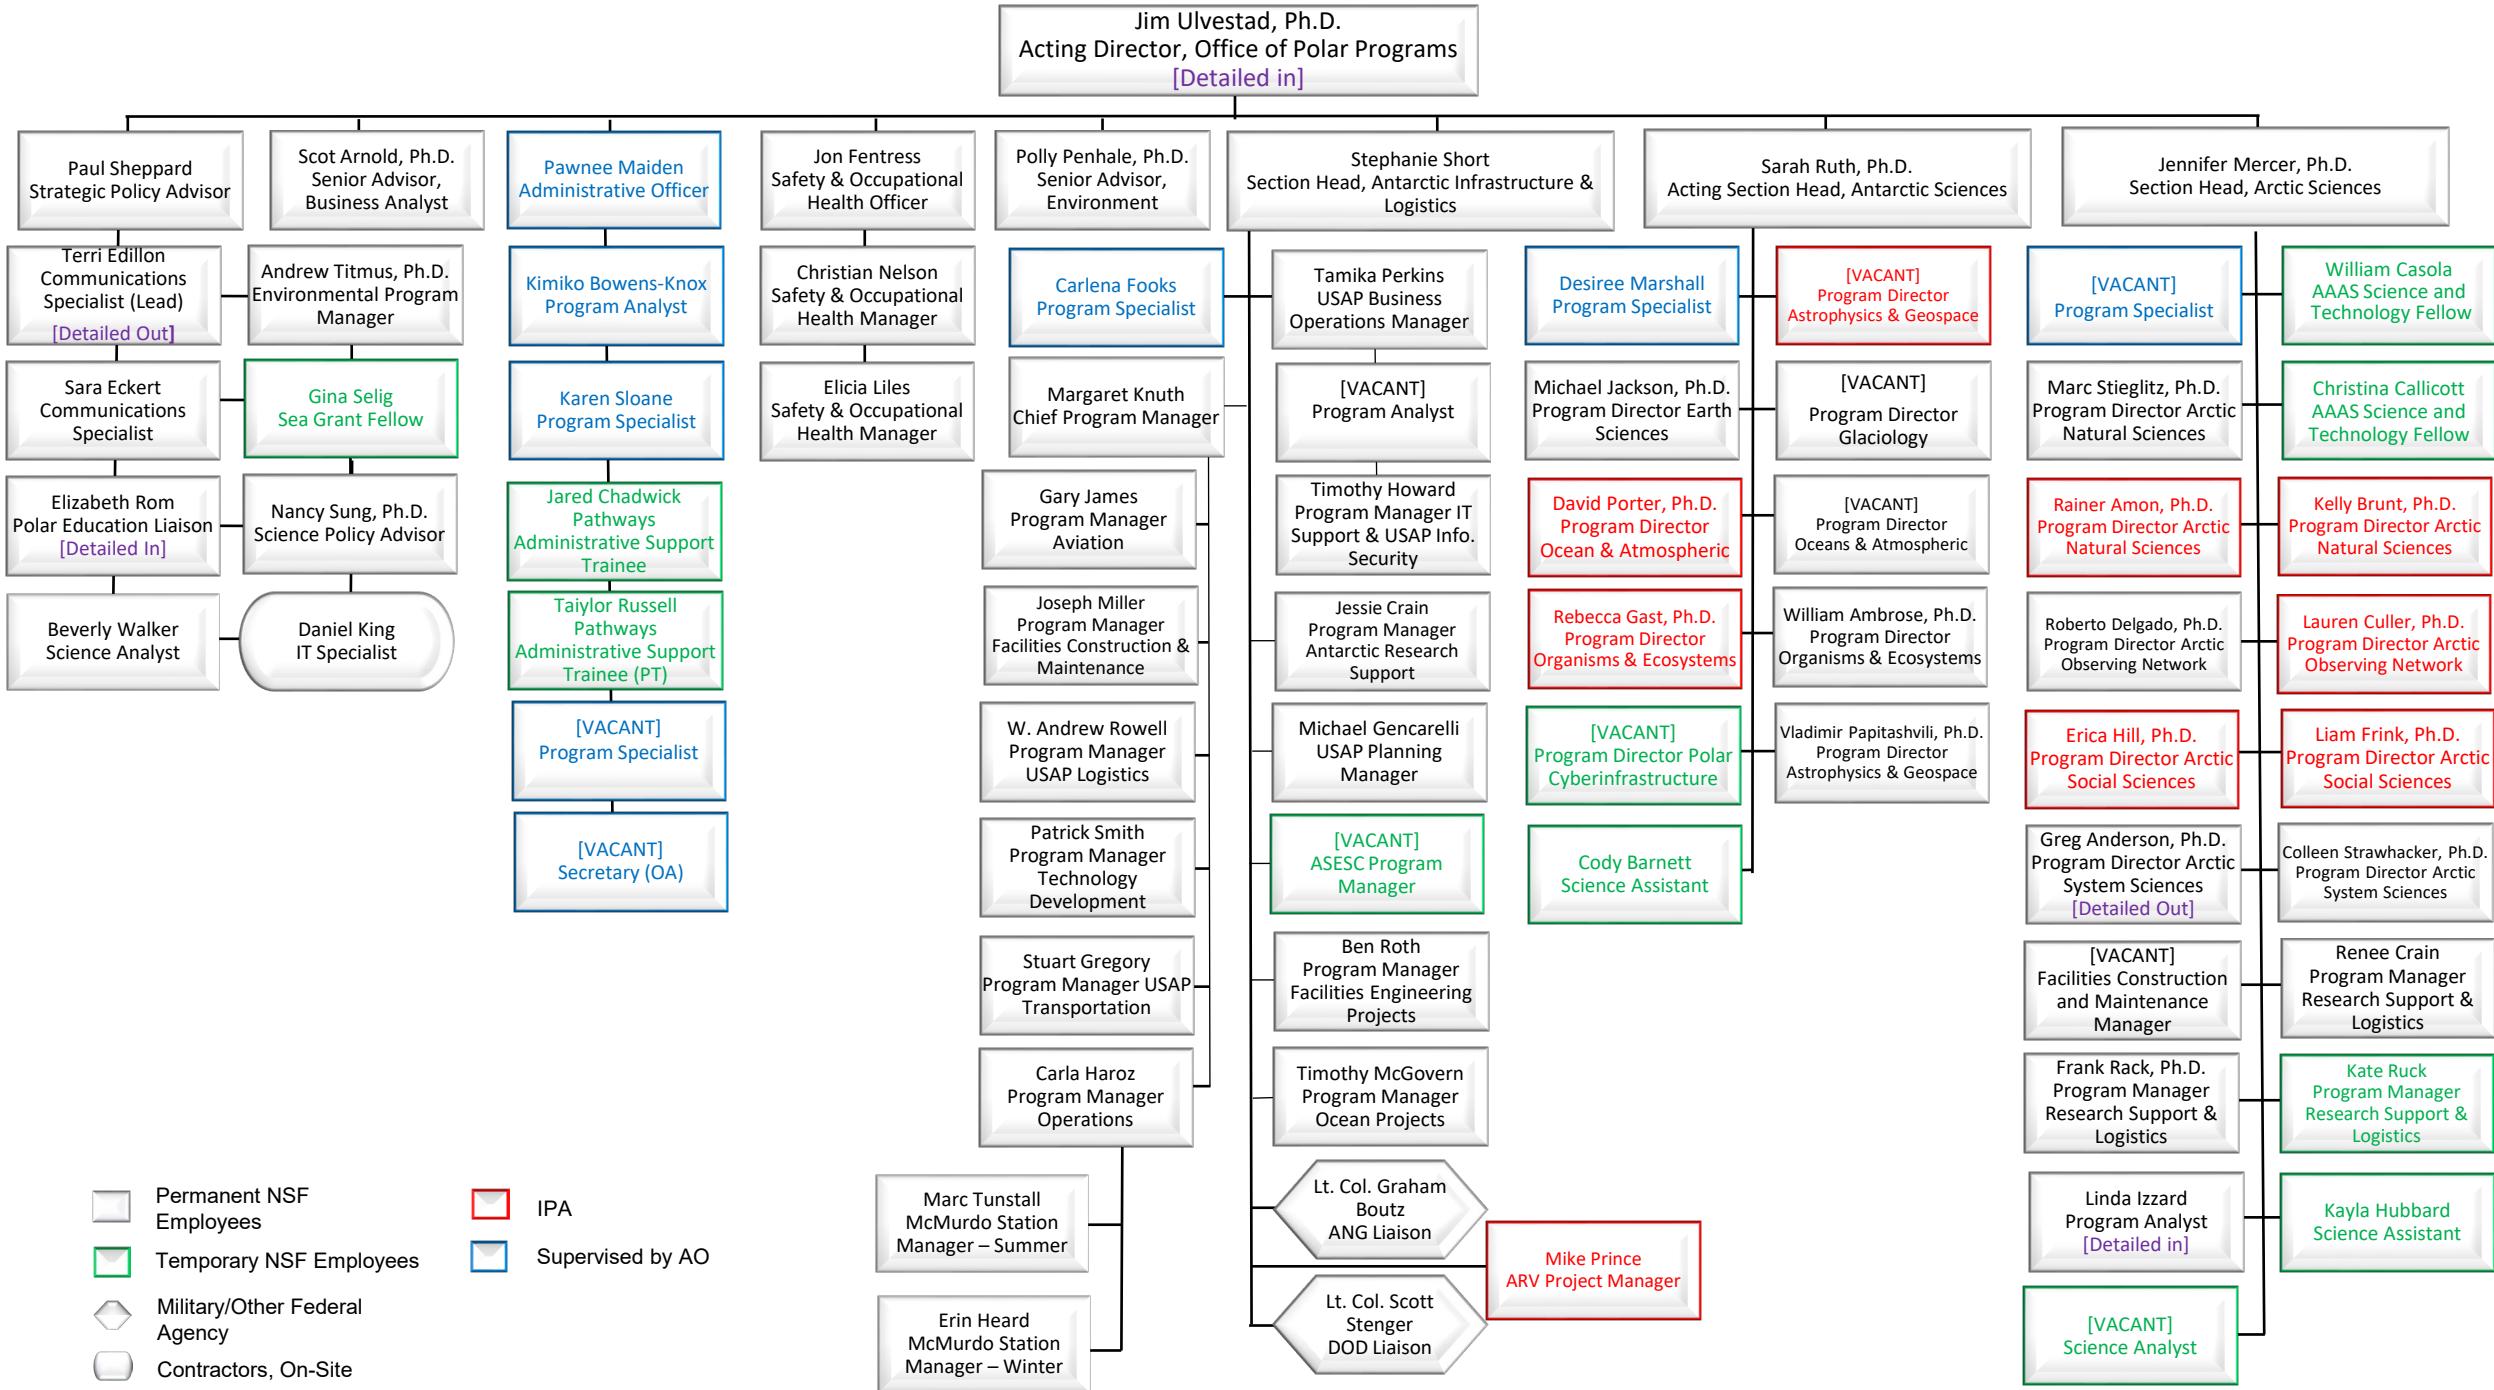 Jim Ulvestad, Ph.D.
Acting Director, Office of Polar Programs
[Detailed in]
Paul Sheppard
Strategic Policy Advisor
Scot Arnold, Ph.D.
Senior Advisor,
Business Analyst
Pawnee Maiden
Administrative Officer
Jon Fentress
Safety & Occupational
Health Officer
Polly Penhale, Ph.D.
Senior Advisor,
Environment
Stephanie Short
Section Head, Antarctic Infrastructure &
Logistics
Sarah Ruth, Ph.D.
Acting Section Head, Antarctic Sciences
Jennifer Mercer, Ph.D.
Section Head, Arctic Sciences
Terri Edillon
Communications
Specialist (Lead)
[Detailed Out]
Andrew Titmus, Ph.D.
Environmental Program
Manager
Sara Eckert
Communications
Specialist
Gina Selig
Sea Grant Fellow
Elizabeth Rom
Polar Education Liaison
[Detailed In]
Nancy Sung, Ph.D.
Science Policy Advisor
Beverly Walker
Science Analyst
Daniel King
IT Specialist
Kimiko Bowens-Knox
Program Analyst
Karen Sloane
Program Specialist
Jared Chadwick
Pathways
Administrative Support
Trainee
Taiylor Russell
Pathways
Administrative Support
Trainee (PT)
[VACANT]
Program Specialist
[VACANT]
Secretary (OA)
Christian Nelson
Safety & Occupational
Health Manager
Elicia Liles
Safety & Occupational
Health Manager
Carlena Fooks
Program Specialist
Tamika Perkins
USAP Business
Operations Manager
Margaret Knuth
Chief Program Manager
[VACANT]
Program Analyst
Gary James
Program Manager
Aviation
Timothy Howard
Program Manager IT
Support & USAP Info.
Security
Joseph Miller
Program Manager
Facilities Construction &
Maintenance
Jessie Crain
Program Manager
Antarctic Research
Support
W. Andrew Rowell
Program Manager
USAP Logistics
Michael Gencarelli
USAP Planning
Manager
Patrick Smith
Program Manager
Technology
Development
[VACANT]
ASESC Program
Manager
Stuart Gregory
Program Manager USAP
Transportation
Ben Roth
Program Manager
Facilities Engineering
Projects
Carla Haroz
Program Manager
Operations
Timothy McGovern
Program Manager
Ocean Projects
Marc Tunstall
McMurdo Station
Manager – Summer
Erin Heard
McMurdo Station
Manager – Winter
Lt. Col. Graham
Boutz
ANG Liaison
Mike Prince
ARV Project Manager
Lt. Col. Scott
Stenger
DOD Liaison
Desiree Marshall
Program Specialist
[VACANT]
Program Director
Astrophysics & Geospace
Michael Jackson, Ph.D.
Program Director Earth
Sciences
[VACANT]
Program Director
Glaciology
David Porter, Ph.D.
Program Director
Ocean & Atmospheric
[VACANT]
Program Director
Oceans & Atmospheric
Rebecca Gast, Ph.D.
Program Director
Organisms & Ecosystems
William Ambrose, Ph.D.
Program Director
Organisms & Ecosystems
[VACANT]
Program Director Polar
Cyberinfrastructure
Vladimir Papitashvili, Ph.D.
Program Director
Astrophysics & Geospace
Cody Barnett
Science Assistant
[VACANT]
Program Specialist
William Casola
AAAS Science and
Technology Fellow
Marc Stieglitz, Ph.D.
Program Director Arctic
Natural Sciences
Christina Callicott
AAAS Science and
Technology Fellow
Rainer Amon, Ph.D.
Program Director Arctic
Natural Sciences
Kelly Brunt, Ph.D.
Program Director Arctic
Natural Sciences
Roberto Delgado, Ph.D.
Program Director Arctic
Observing Network
Lauren Culler, Ph.D.
Program Director Arctic
Observing Network
Erica Hill, Ph.D.
Program Director Arctic
Social Sciences
Liam Frink, Ph.D.
Program Director Arctic
Social Sciences
Greg Anderson, Ph.D.
Program Director Arctic
System Sciences
[Detailed Out]
Colleen Strawhacker, Ph.D.
Program Director Arctic
System Sciences
[VACANT]
Facilities Construction
and Maintenance
Manager
Renee Crain
Program Manager
Research Support &
Logistics
Frank Rack, Ph.D.
Program Manager
Research Support &
Logistics
Kate Ruck
Program Manager
Research Support &
Logistics
Linda Izzard
Program Analyst
[Detailed in]
Kayla Hubbard
Science Assistant
[VACANT]
Science Analyst
Permanent NSF
Employees
Temporary NSF Employees
Military/Other Federal
Agency
Contractors, On-Site
IPA
Supervised by AO